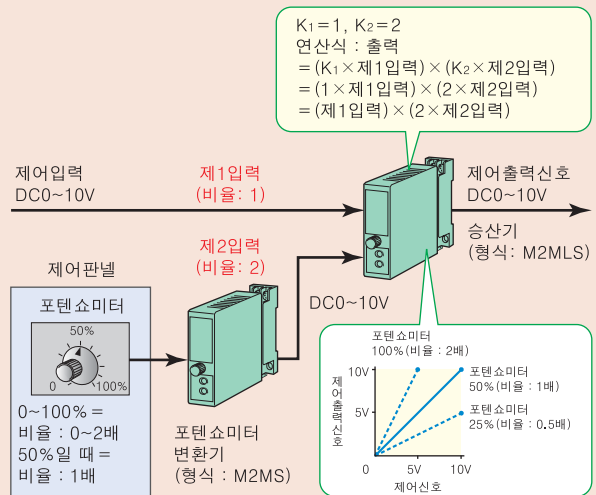 K₁=1, K₂=2
연산식 : 출력
=(K₁×제1입력)×(K₂×제2입력)
=(1×제1입력)×(2×제2입력)
=(제1입력)×(2×제2입력)
제어입력
DC0~10V
제1입력
(비율: 1)
제어출력신호
DC0~10V
승산기
(형식: M2MLS)
제2입력
(비율: 2)
DC0~10V
제어판넬
포텐쇼미터
50%
0
100%
0~100%=
비율 : 0~2배
50%일 때=
비율 : 1배
포텐쇼미터
변환기
(형식 : M2MS)
포텐쇼미터
100%(비율 : 2배)
제어출력신호
10V
5V
0
5V
10V
제어신호
포텐쇼미터
50%(비율 : 1배)
포텐쇼미터
25%(비율 : 0.5배)